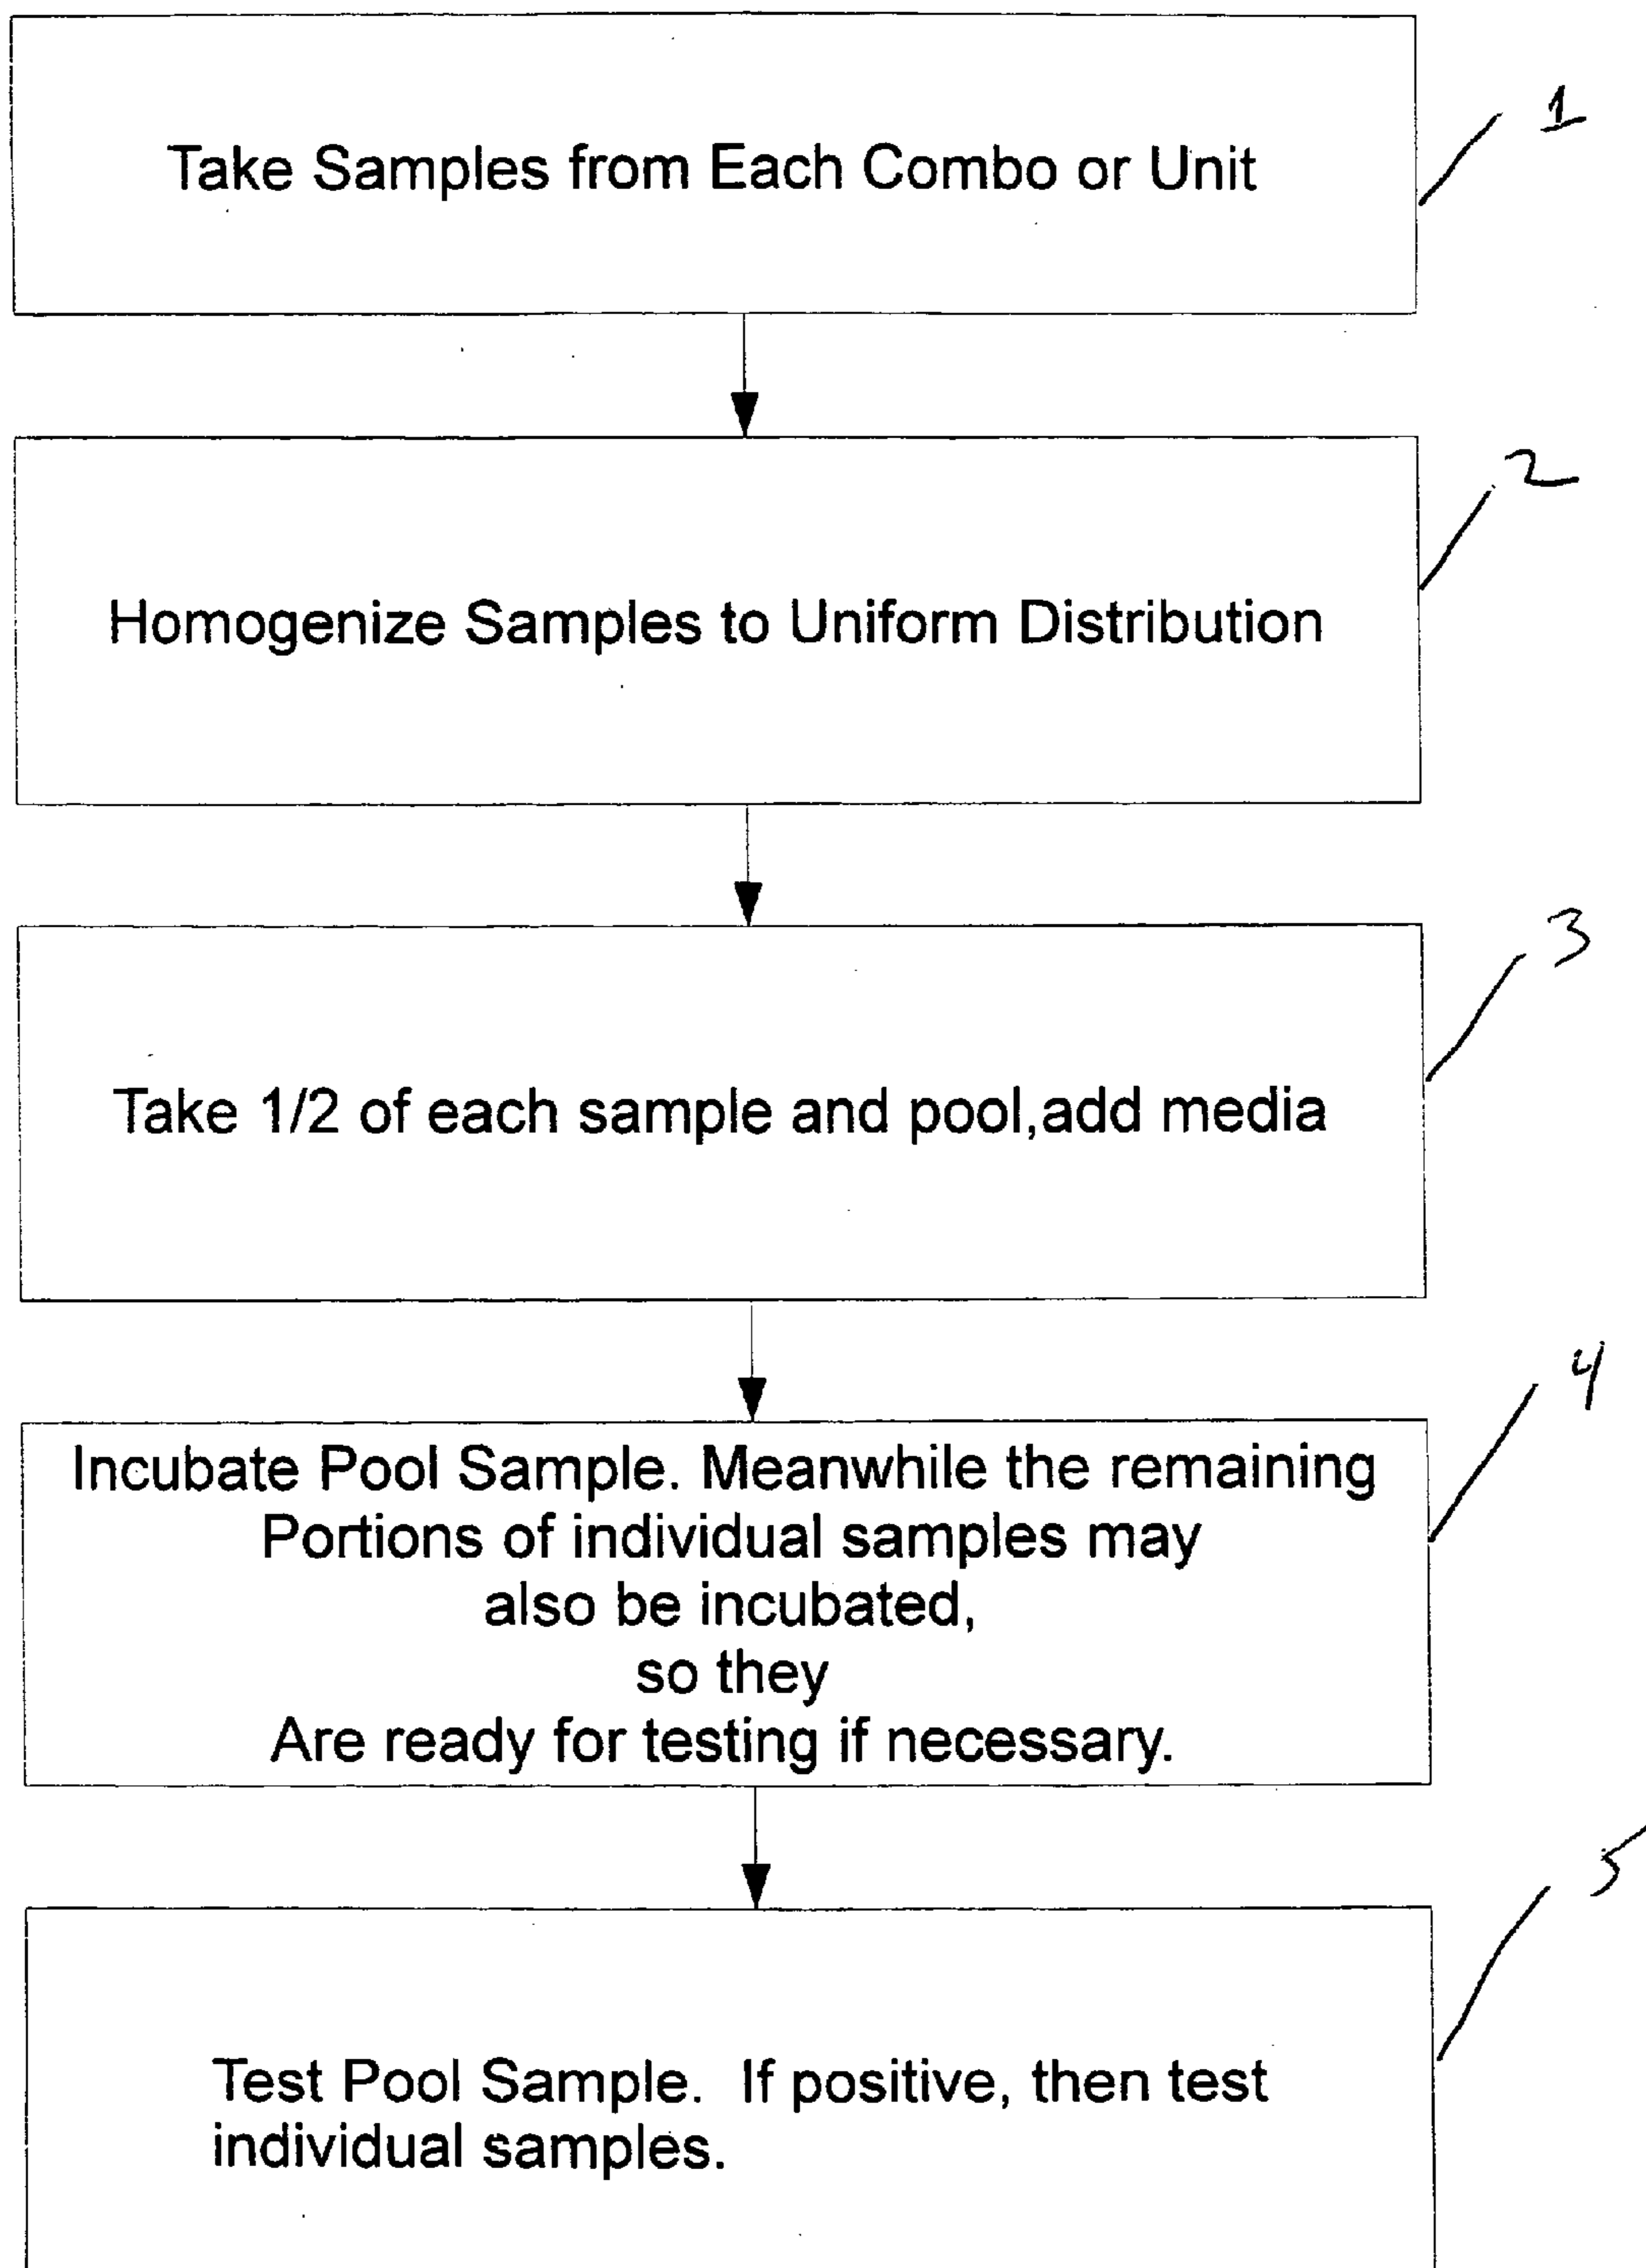 Take Samples from Each Combo or Unit
1
Homogenize Samples to Uniform Distribution
2
Take 1/2 of each sample and pool,add media
3
Incubate Pool Sample. Meanwhile the remaining
Portions of individual samples may
also be incubated,
so they
Are ready for testing if necessary.
4
Test Pool Sample. If positive, then test
individual samples.
5